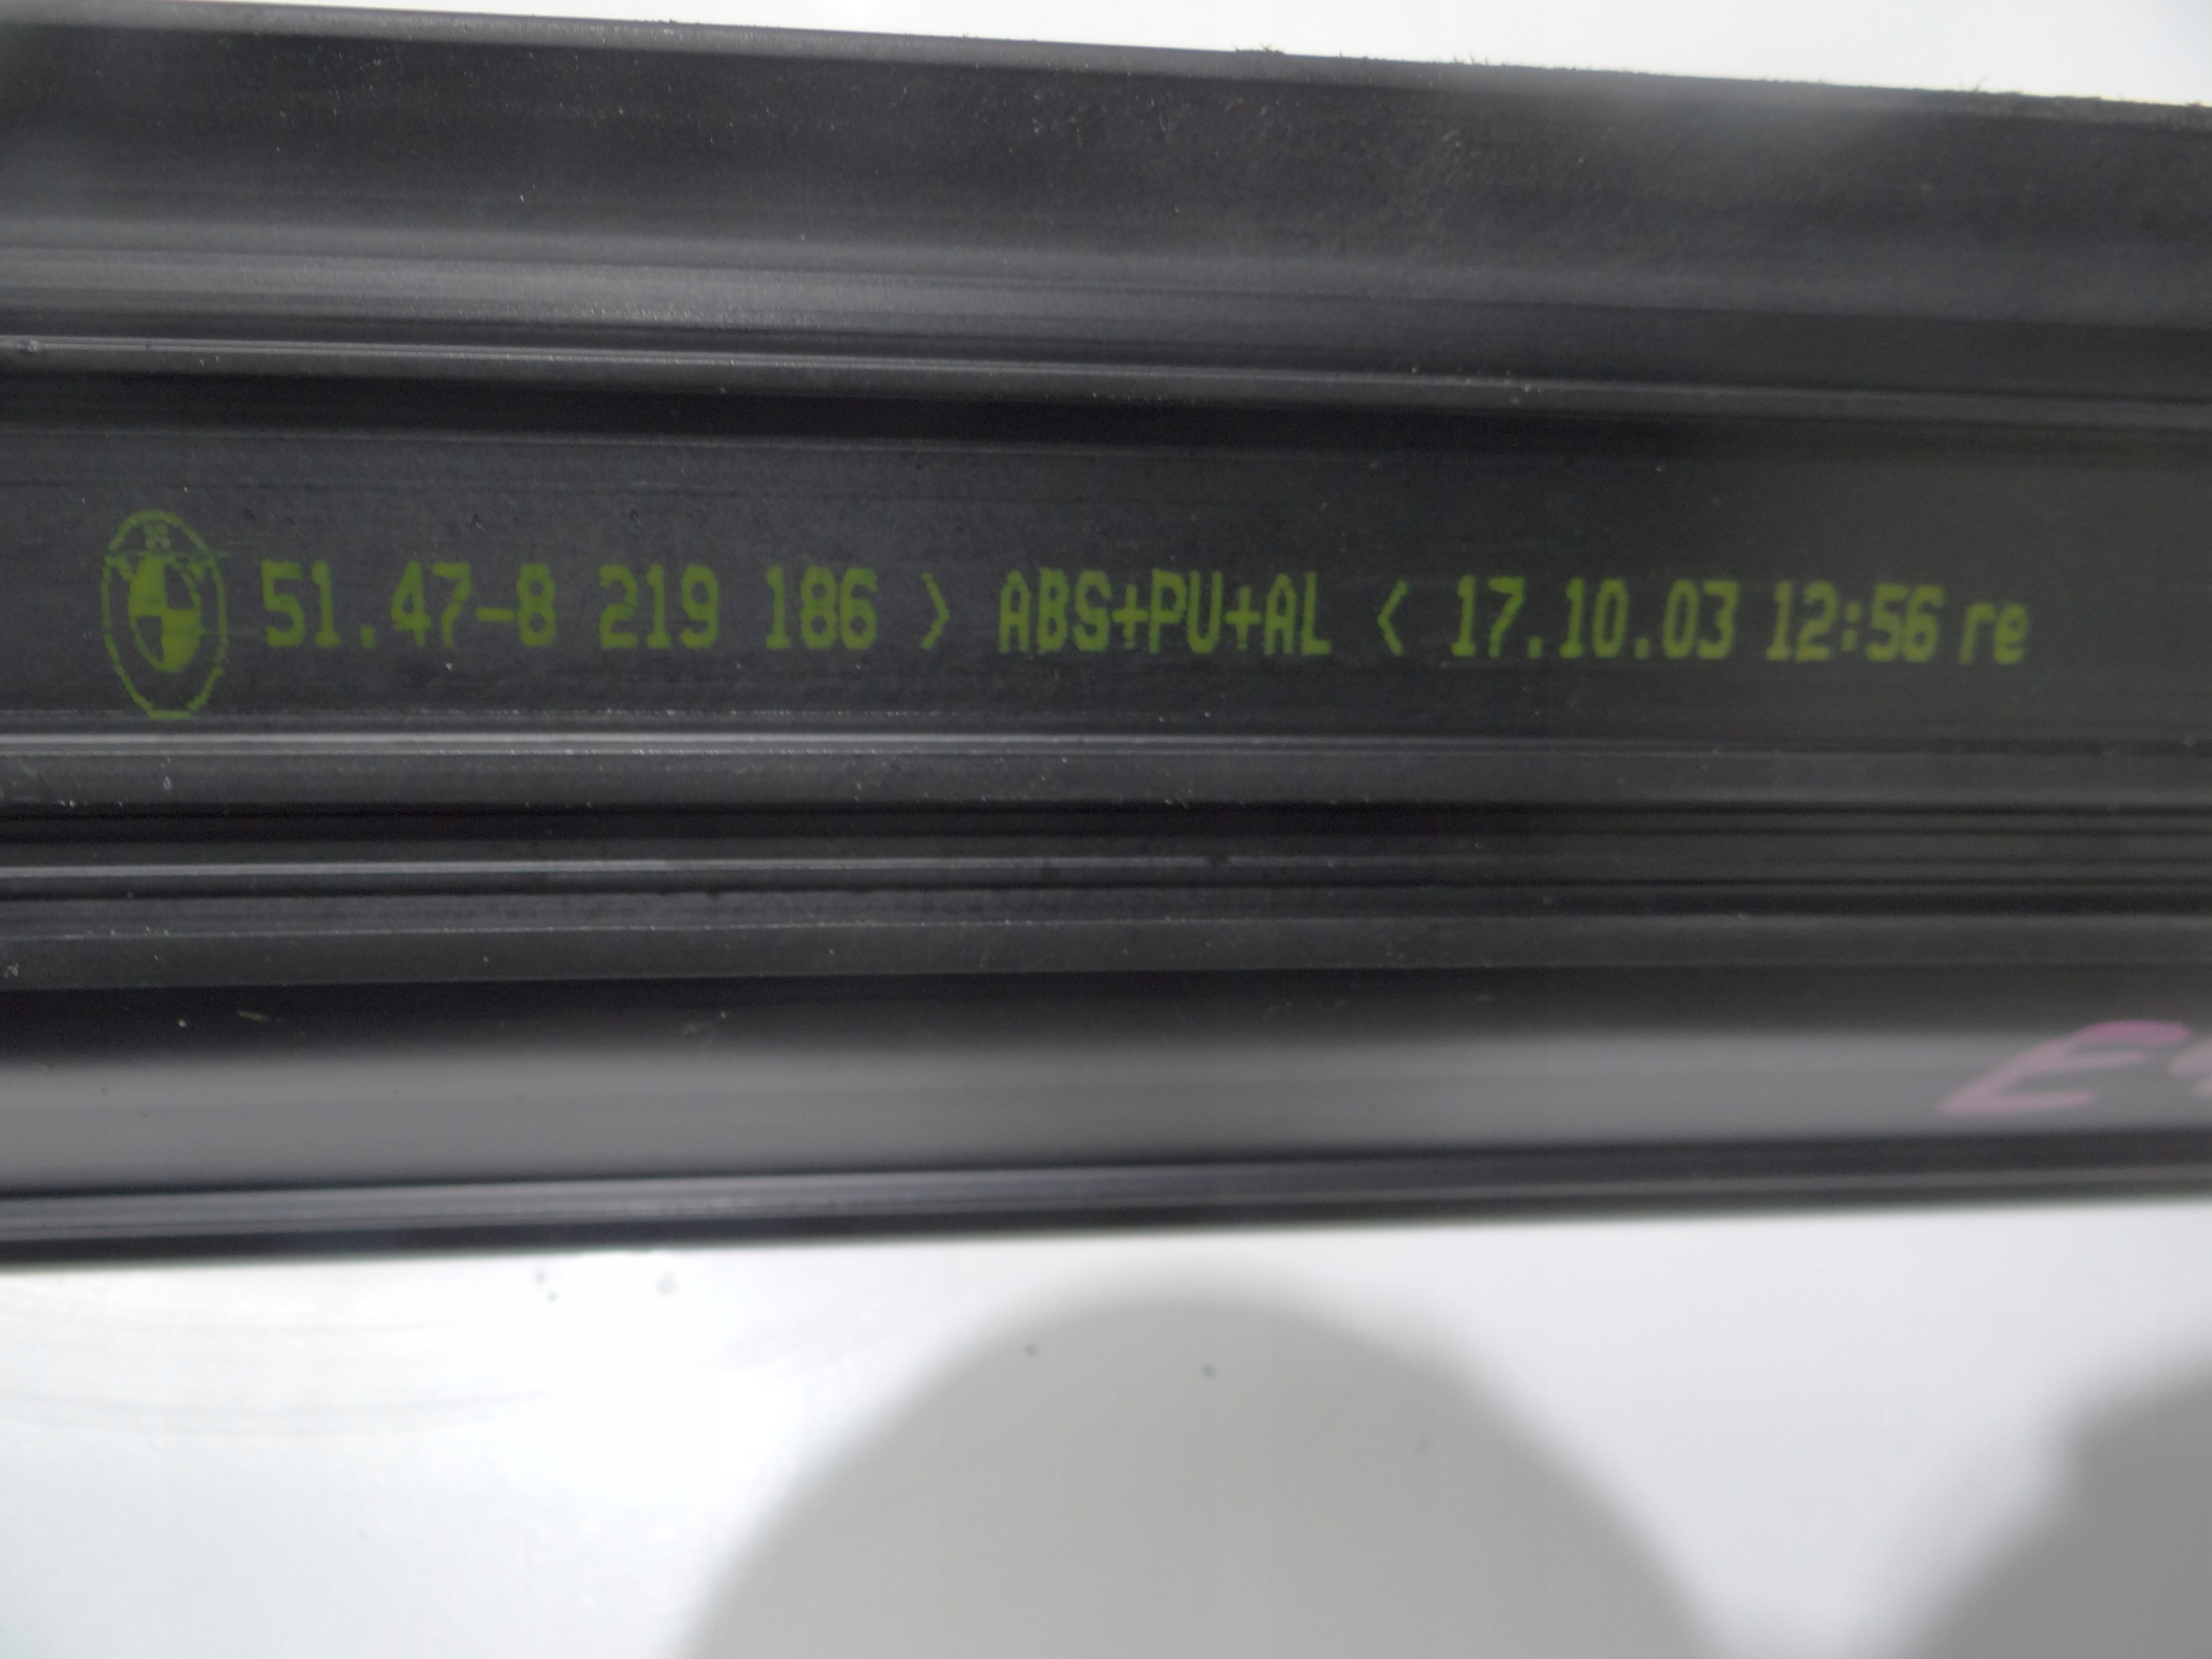 51.47-8 219 186 > ABS+PU+AL < 17.10.03 12:56 re